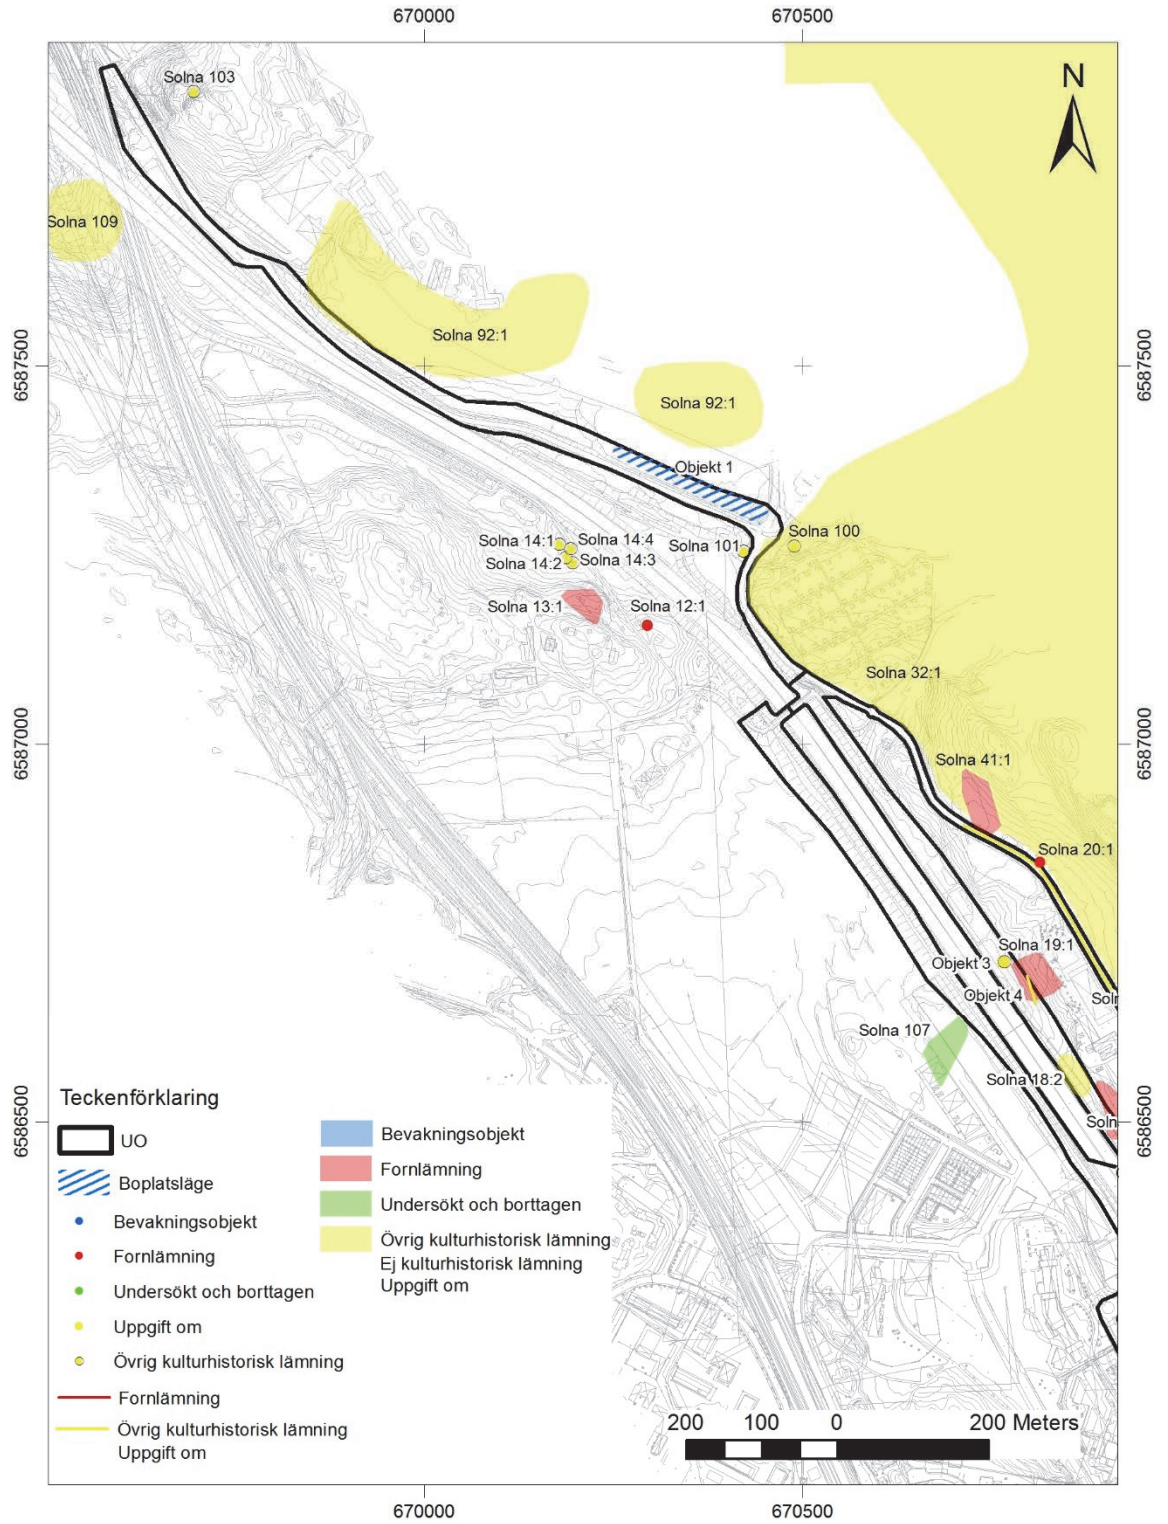 670000
670500
N
Solna 103
Solna 109
Solna 92:1
6587500
6587500
Solna 92:1
Objekt 1
Solna 14:1
Solna 14:4
Solna 101
Solna 100
Solna 14:2
Solna 14:3
Solna 13:1
Solna 12:1
Solna 32:1
6587000
6587000
Solna 41:1
Solna 20:1
Solna 19:1
Objekt 3
Objekt 4
Soln
Solna 107
Solna 18:2
6586500
6586500
Soln
Teckenförklaring
UO
Boplatsläge
Bevakningsobjekt
Fornlämning
Undersökt och borttagen
Uppgift om
Övrig kulturhistorisk lämning
Fornlämning
Övrig kulturhistorisk lämning
Uppgift om
Bevakningsobjekt
Fornlämning
Undersökt och borttagen
Övrig kulturhistorisk lämning
Ej kulturhistorisk lämning
Uppgift om
200 100 0 200 Meters
670000
670500